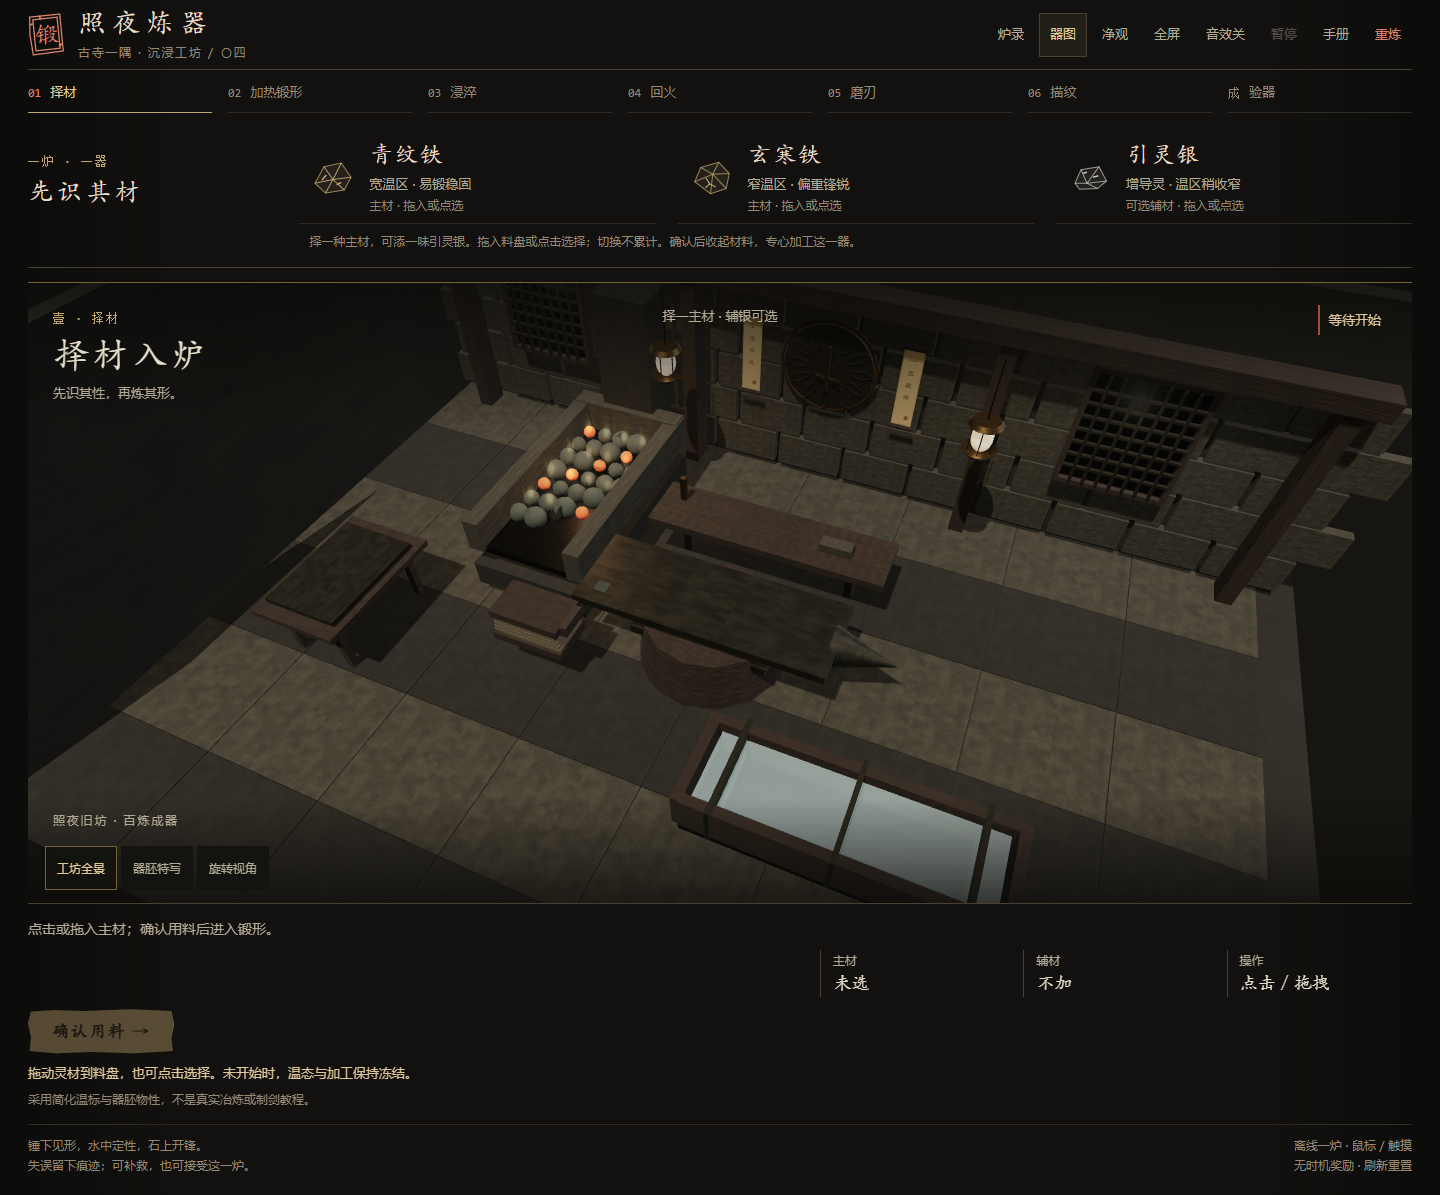 锻
照夜炼器
古寺一隅 · 沉浸工坊 / 〇四
炉录 器图 净观 全屏 音效关 暂停 手册 重炼
01 择材
02 加热锻形
03 浸淬
04 回火
05 磨刃
06 描纹
成 验器
一炉 · 一器
先识其材
青纹铁
宽温区 · 易锻稳固
主材 · 拖入或点选
玄寒铁
窄温区 · 偏重锋锐
主材 · 拖入或点选
引灵银
增导灵 · 温区稍收窄
可选辅材 · 拖入或点选
择一种主材，可添一味引灵银。拖入料盘或点击选择；切换不累计。确认后收起材料，专心加工这一器。
壹 · 择材
择材入炉
先识其性，再炼其形。
择一主材 · 辅银可选
等待开始
照夜旧坊 · 百炼成器
工坊全景 器胚特写 旋转视角
点击或拖入主材；确认用料后进入锻形。
主材
未选
辅材
不加
操作
点击 / 拖拽
确认用料 →
拖动灵材到料盘，也可点击选择。未开始时，温态与加工保持冻结。
采用简化温标与器胚物性，不是真实冶炼或制剑教程。
锤下见形，水中定性，石上开锋。
失误留下痕迹；可补救，也可接受这一炉。
离线一炉 · 鼠标 / 触摸
无时机奖励 · 刷新重置